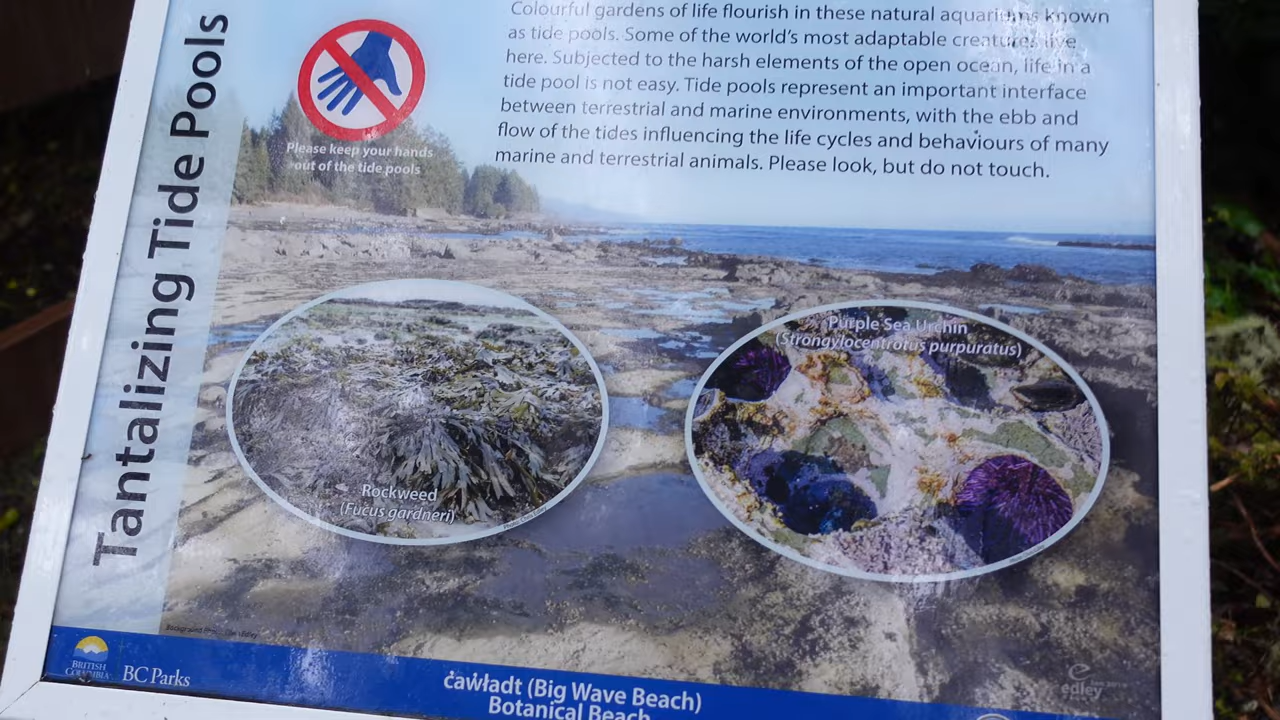 Tantalizing Tide Pools
Please keep your hands
out of the tide pools
Colourful gardens of life flourish in these natural aquariums known
as tide pools. Some of the world's most adaptable creatures live
here. Subjected to the harsh elements of the open ocean, life in a
tide pool is not easy. Tide pools represent an important interface
between terrestrial and marine environments, with the ebb and
flow of the tides influencing the life cycles and behaviours of many
marine and terrestrial animals. Please look, but do not touch.
Rockweed
(Fucus gardneri)
Purple Sea Urchin
(Strongylocentrotus purpuratus)
BRITISH
COLUMBIA
BC Parks
c̓awładt (Big Wave Beach)
Botanical Beach
edley